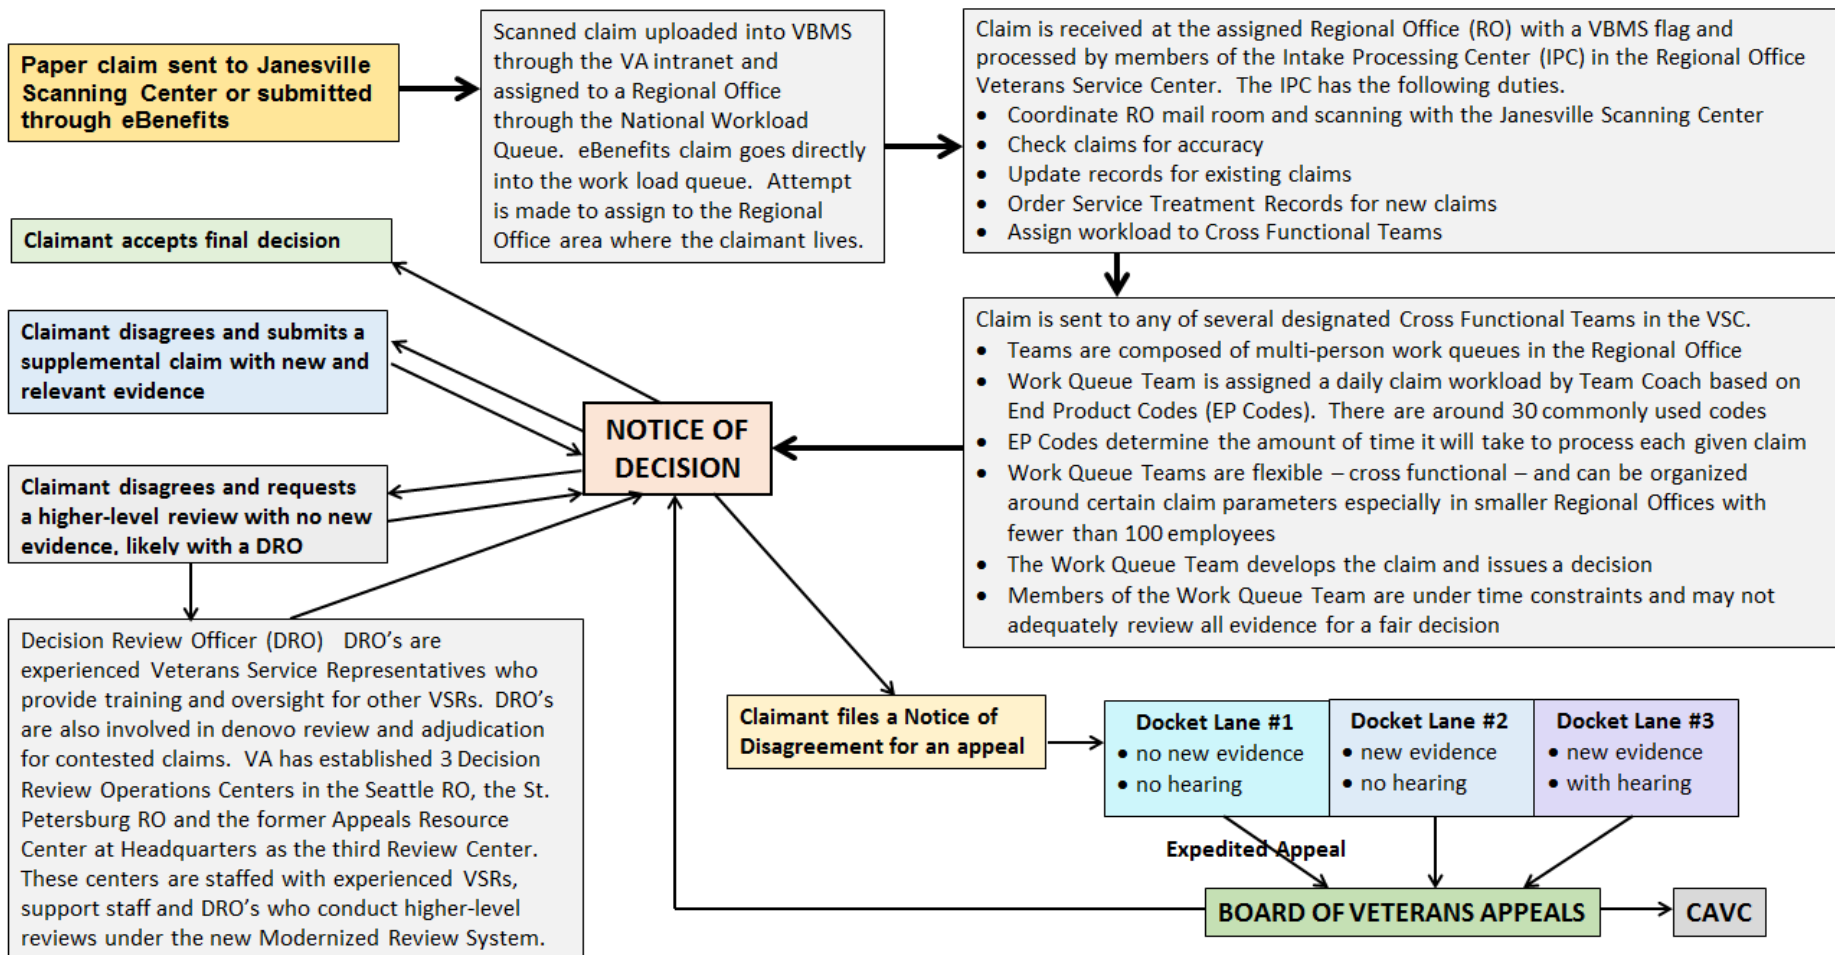 Paper claim sent to Janesville
Scanning Center or submitted
through eBenefits
Scanned claim uploaded into VBMS
through the VA intranet and
assigned to a Regional Office
through the National Workload
Queue. eBenefits claim goes directly
into the work load queue. Attempt
is made to assign to the Regional
Office area where the claimant lives.
Claim is received at the assigned Regional Office (RO) with a VBMS flag and
processed by members of the Intake Processing Center (IPC) in the Regional Office
Veterans Service Center. The IPC has the following duties.
• Coordinate RO mail room and scanning with the Janesville Scanning Center
• Check claims for accuracy
• Update records for existing claims
• Order Service Treatment Records for new claims
• Assign workload to Cross Functional Teams
Claim is sent to any of several designated Cross Functional Teams in the VSC.
• Teams are composed of multi-person work queues in the Regional Office
• Work Queue Team is assigned a daily claim workload by Team Coach based on
End Product Codes (EP Codes). There are around 30 commonly used codes
• EP Codes determine the amount of time it will take to process each given claim
• Work Queue Teams are flexible – cross functional – and can be organized
around certain claim parameters especially in smaller Regional Offices with
fewer than 100 employees
• The Work Queue Team develops the claim and issues a decision
• Members of the Work Queue Team are under time constraints and may not
adequately review all evidence for a fair decision
NOTICE OF
DECISION
Claimant accepts final decision
Claimant disagrees and submits a
supplemental claim with new and
relevant evidence
Claimant disagrees and requests
a higher-level review with no new
evidence, likely with a DRO
Decision Review Officer (DRO) DRO's are
experienced Veterans Service Representatives who
provide training and oversight for other VSRs. DRO's
are also involved in denovo review and adjudication
for contested claims. VA has established 3 Decision
Review Operations Centers in the Seattle RO, the St.
Petersburg RO and the former Appeals Resource
Center at Headquarters as the third Review Center.
These centers are staffed with experienced VSRs,
support staff and DRO's who conduct higher-level
reviews under the new Modernized Review System.
Claimant files a Notice of
Disagreement for an appeal
Docket Lane #1
• no new evidence
• no hearing
Docket Lane #2
• new evidence
• no hearing
Docket Lane #3
• new evidence
• with hearing
Expedited Appeal
BOARD OF VETERANS APPEALS
CAVC